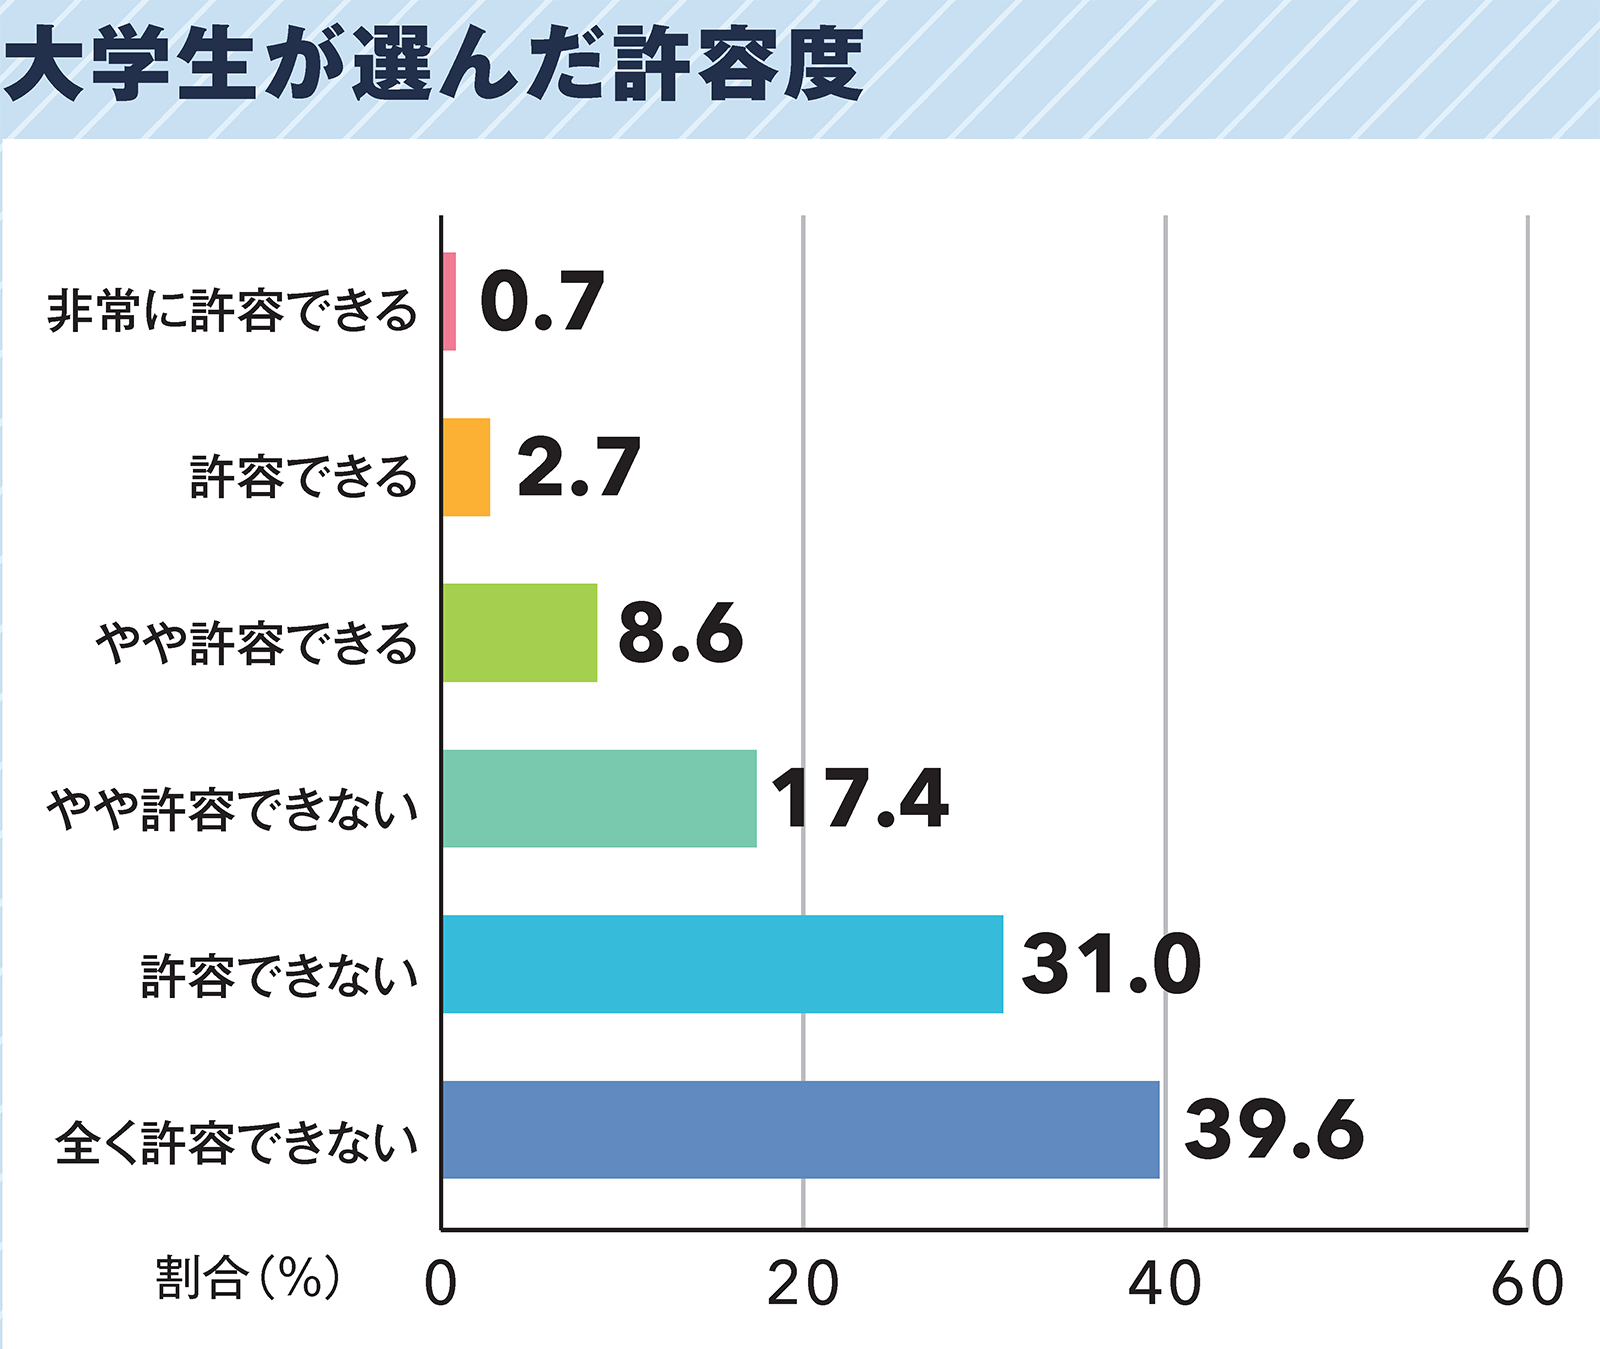 大学生が選んだ許容度
非常に許容できる 0.7
許容できる 2.7
やや許容できる 8.6
やや許容できない 17.4
許容できない 31.0
全く許容できない 39.6
割合（%） 0 20 40 60